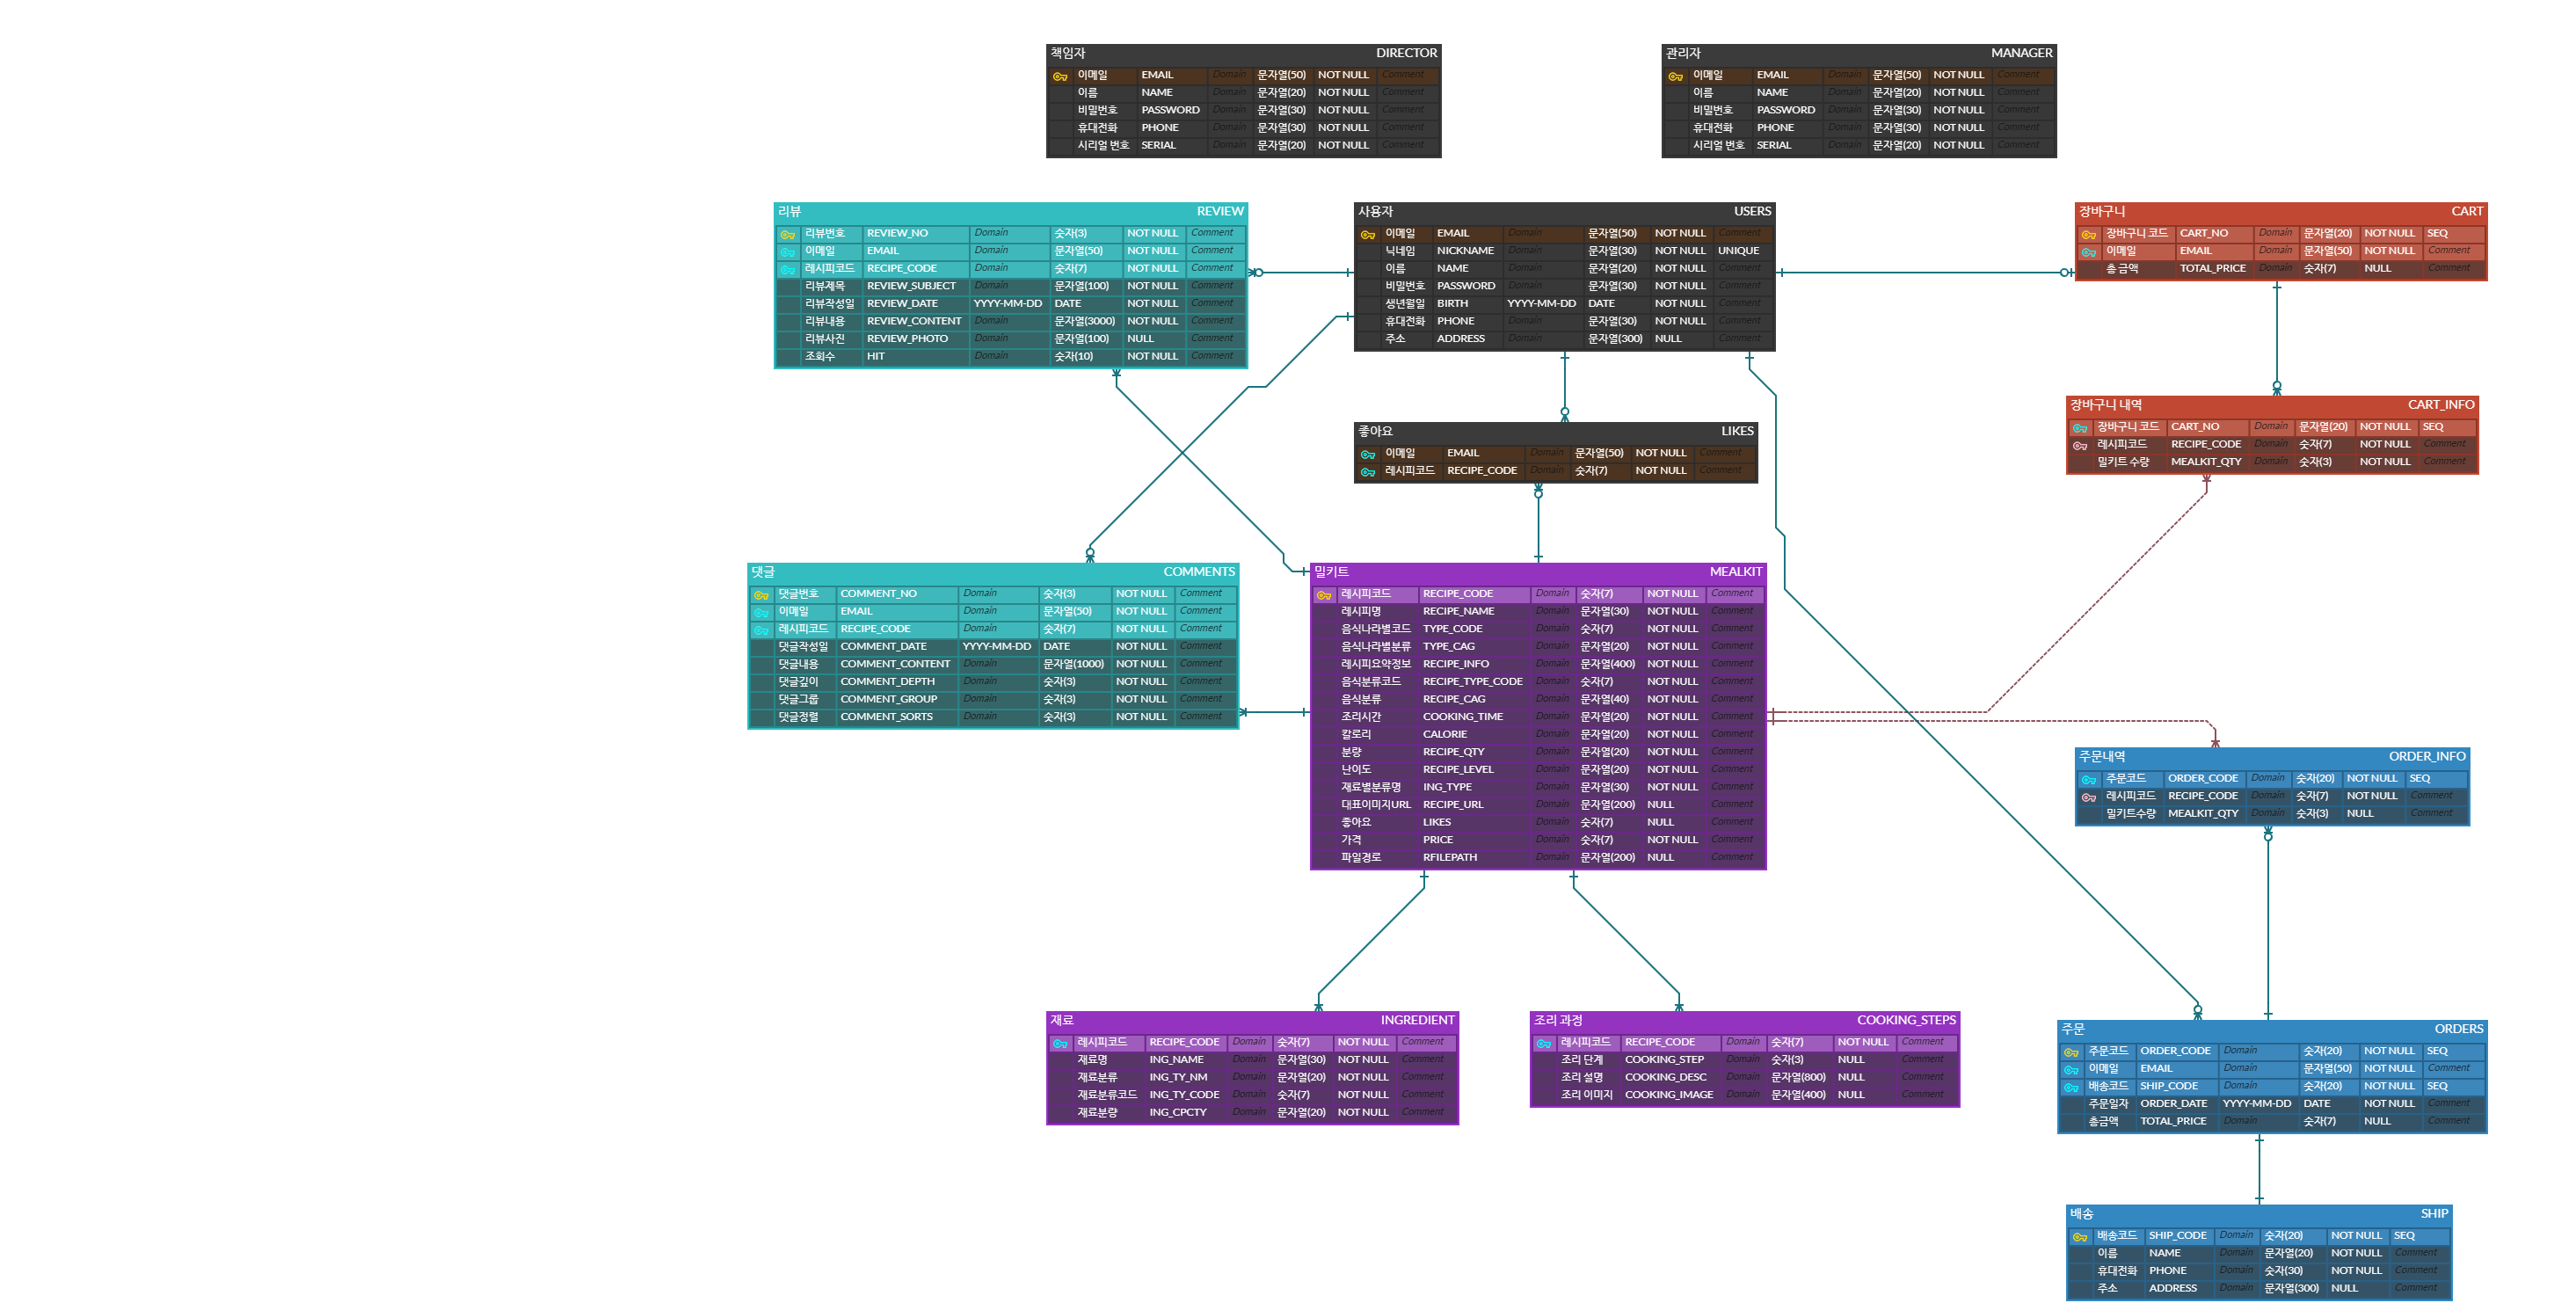 책임자 DIRECTOR
이메일 EMAIL Domain 문자열(50) NOT NULL Comment
이름 NAME Domain 문자열(20) NOT NULL Comment
비밀번호 PASSWORD Domain 문자열(30) NOT NULL Comment
휴대전화 PHONE Domain 문자열(30) NOT NULL Comment
시리얼 번호 SERIAL Domain 문자열(20) NOT NULL Comment
관리자 MANAGER
이메일 EMAIL Domain 문자열(50) NOT NULL Comment
이름 NAME Domain 문자열(20) NOT NULL Comment
비밀번호 PASSWORD Domain 문자열(30) NOT NULL Comment
휴대전화 PHONE Domain 문자열(30) NOT NULL Comment
시리얼 번호 SERIAL Domain 문자열(20) NOT NULL Comment
리뷰 REVIEW
리뷰번호 REVIEW_NO Domain 숫자(3) NOT NULL Comment
이메일 EMAIL Domain 문자열(50) NOT NULL Comment
레시피코드 RECIPE_CODE Domain 숫자(7) NOT NULL Comment
리뷰제목 REVIEW_SUBJECT Domain 문자열(100) NOT NULL Comment
리뷰작성일 REVIEW_DATE YYYY-MM-DD DATE NOT NULL Comment
리뷰내용 REVIEW_CONTENT Domain 문자열(3000) NOT NULL Comment
리뷰사진 REVIEW_PHOTO Domain 문자열(100) NULL Comment
조회수 HIT Domain 숫자(10) NOT NULL Comment
사용자 USERS
이메일 EMAIL Domain 문자열(50) NOT NULL Comment
닉네임 NICKNAME Domain 문자열(30) NOT NULL UNIQUE
이름 NAME Domain 문자열(20) NOT NULL Comment
비밀번호 PASSWORD Domain 문자열(30) NOT NULL Comment
생년월일 BIRTH YYYY-MM-DD DATE NOT NULL Comment
휴대전화 PHONE Domain 문자열(30) NOT NULL Comment
주소 ADDRESS Domain 문자열(300) NULL Comment
장바구니 CART
장바구니 코드 CART_NO Domain 문자열(20) NOT NULL SEQ
이메일 EMAIL Domain 문자열(50) NOT NULL Comment
총 금액 TOTAL_PRICE Domain 숫자(7) NULL Comment
장바구니 내역 CART_INFO
장바구니 코드 CART_NO Domain 문자열(20) NOT NULL SEQ
레시피코드 RECIPE_CODE Domain 숫자(7) NOT NULL Comment
밀키트 수량 MEALKIT_QTY Domain 숫자(3) NOT NULL Comment
좋아요 LIKES
이메일 EMAIL Domain 문자열(50) NOT NULL Comment
레시피코드 RECIPE_CODE Domain 숫자(7) NOT NULL Comment
댓글 COMMENTS
댓글번호 COMMENT_NO Domain 숫자(3) NOT NULL Comment
이메일 EMAIL Domain 문자열(50) NOT NULL Comment
레시피코드 RECIPE_CODE Domain 숫자(7) NOT NULL Comment
댓글작성일 COMMENT_DATE YYYY-MM-DD DATE NOT NULL Comment
댓글내용 COMMENT_CONTENT Domain 문자열(1000) NOT NULL Comment
댓글깊이 COMMENT_DEPTH Domain 숫자(3) NOT NULL Comment
댓글그룹 COMMENT_GROUP Domain 숫자(3) NOT NULL Comment
댓글정렬 COMMENT_SORTS Domain 숫자(3) NOT NULL Comment
밀키트 MEALKIT
레시피코드 RECIPE_CODE Domain 숫자(7) NOT NULL Comment
레시피명 RECIPE_NAME Domain 문자열(30) NOT NULL Comment
음식나라별코드 TYPE_CODE Domain 숫자(7) NOT NULL Comment
음식나라별분류 TYPE_CAG Domain 문자열(20) NOT NULL Comment
레시피요약정보 RECIPE_INFO Domain 문자열(400) NOT NULL Comment
음식분류코드 RECIPE_TYPE_CODE Domain 숫자(7) NOT NULL Comment
음식분류 RECIPE_CAG Domain 문자열(40) NOT NULL Comment
조리시간 COOKING_TIME Domain 문자열(20) NOT NULL Comment
칼로리 CALORIE Domain 문자열(20) NOT NULL Comment
분량 RECIPE_QTY Domain 문자열(20) NOT NULL Comment
난이도 RECIPE_LEVEL Domain 문자열(20) NOT NULL Comment
재료별분류명 ING_TYPE Domain 문자열(30) NOT NULL Comment
대표이미지URL RECIPE_URL Domain 문자열(200) NULL Comment
좋아요 LIKES Domain 숫자(7) NULL Comment
가격 PRICE Domain 숫자(7) NOT NULL Comment
파일경로 RFILEPATH Domain 문자열(200) NULL Comment
주문내역 ORDER_INFO
주문코드 ORDER_CODE Domain 숫자(20) NOT NULL SEQ
레시피코드 RECIPE_CODE Domain 숫자(7) NOT NULL Comment
밀키트수량 MEALKIT_QTY Domain 숫자(3) NULL Comment
재료 INGREDIENT
레시피코드 RECIPE_CODE Domain 숫자(7) NOT NULL Comment
재료명 ING_NAME Domain 문자열(30) NOT NULL Comment
재료분류 ING_TY_NM Domain 문자열(20) NOT NULL Comment
재료분류코드 ING_TY_CODE Domain 숫자(7) NOT NULL Comment
재료분량 ING_CPCTY Domain 문자열(20) NOT NULL Comment
조리 과정 COOKING_STEPS
레시피코드 RECIPE_CODE Domain 숫자(7) NOT NULL Comment
조리 단계 COOKING_STEP Domain 숫자(3) NULL Comment
조리 설명 COOKING_DESC Domain 문자열(800) NULL Comment
조리 이미지 COOKING_IMAGE Domain 문자열(400) NULL Comment
주문 ORDERS
주문코드 ORDER_CODE Domain 숫자(20) NOT NULL SEQ
이메일 EMAIL Domain 문자열(50) NOT NULL Comment
배송코드 SHIP_CODE Domain 숫자(20) NOT NULL SEQ
주문일자 ORDER_DATE YYYY-MM-DD DATE NOT NULL Comment
총금액 TOTAL_PRICE Domain 숫자(7) NULL Comment
배송 SHIP
배송코드 SHIP_CODE Domain 숫자(20) NOT NULL SEQ
이름 NAME Domain 문자열(20) NOT NULL Comment
휴대전화 PHONE Domain 숫자(30) NOT NULL Comment
주소 ADDRESS Domain 문자열(300) NULL Comment